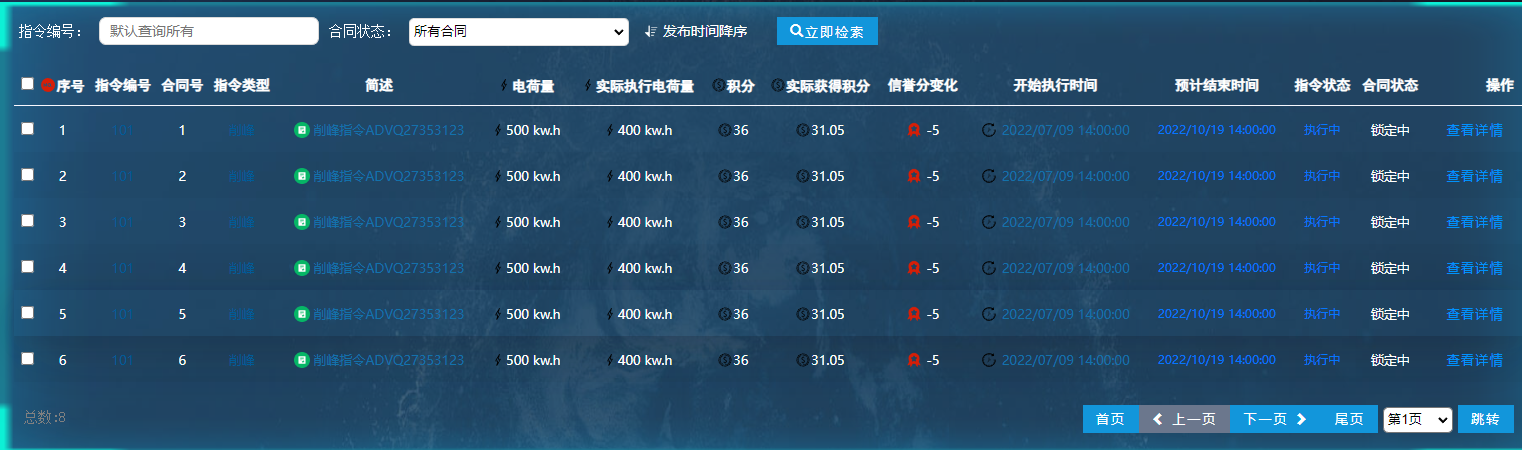 指令编号： 默认查询所有 合同状态： 所有合同 发布时间降序 立即检索
序号 指令编号 合同号 指令类型 简述 电荷量 实际执行电荷量 积分 实际获得积分 信誉分变化 开始执行时间 预计结束时间 指令状态 合同状态 操作
1 101 1 削峰 削峰指令ADVQ27353123 500 kw.h 400 kw.h 36 31.05 -5 2022/07/09 14:00:00 2022/10/19 14:00:00 执行中 锁定中 查看详情
2 101 2 削峰 削峰指令ADVQ27353123 500 kw.h 400 kw.h 36 31.05 -5 2022/07/09 14:00:00 2022/10/19 14:00:00 执行中 锁定中 查看详情
3 101 3 削峰 削峰指令ADVQ27353123 500 kw.h 400 kw.h 36 31.05 -5 2022/07/09 14:00:00 2022/10/19 14:00:00 执行中 锁定中 查看详情
4 101 4 削峰 削峰指令ADVQ27353123 500 kw.h 400 kw.h 36 31.05 -5 2022/07/09 14:00:00 2022/10/19 14:00:00 执行中 锁定中 查看详情
5 101 5 削峰 削峰指令ADVQ27353123 500 kw.h 400 kw.h 36 31.05 -5 2022/07/09 14:00:00 2022/10/19 14:00:00 执行中 锁定中 查看详情
6 101 6 削峰 削峰指令ADVQ27353123 500 kw.h 400 kw.h 36 31.05 -5 2022/07/09 14:00:00 2022/10/19 14:00:00 执行中 锁定中 查看详情
总数:8 首页 上一页 下一页 尾页 第1页 跳转